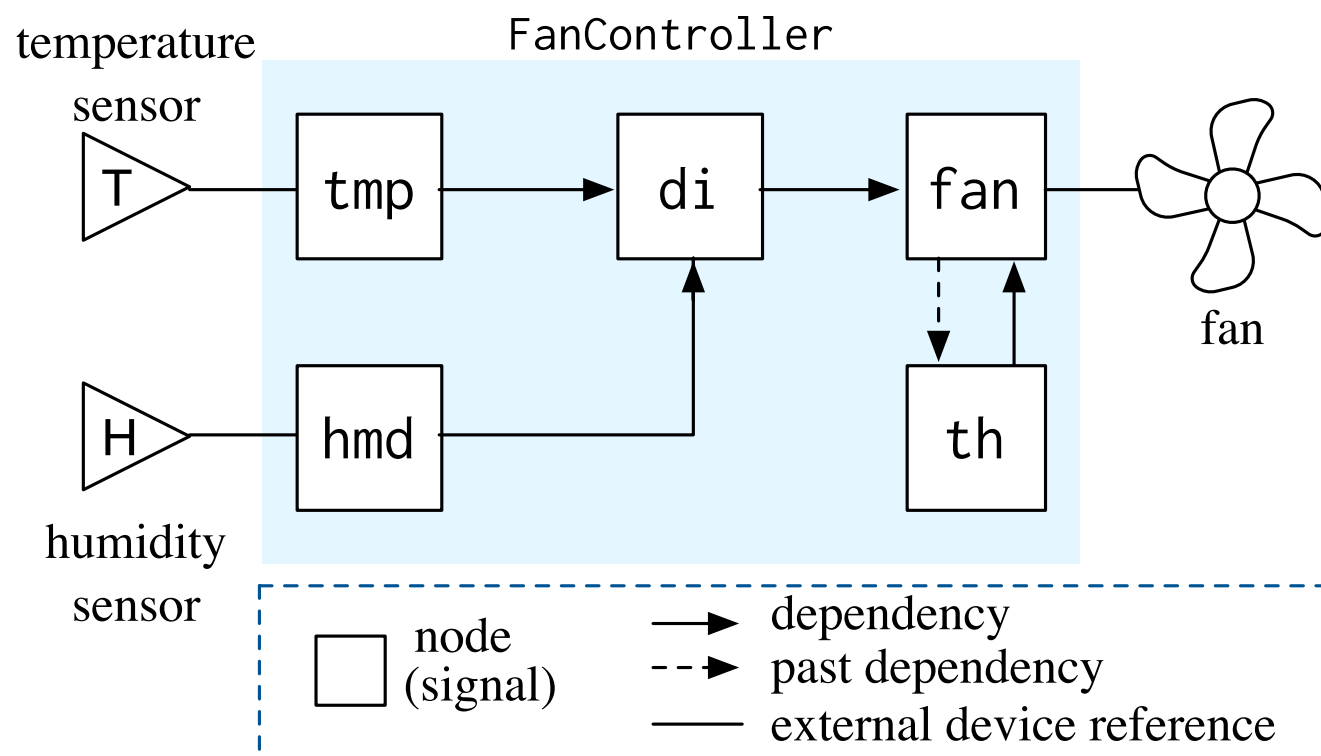 FanController
temperature
sensor
T
tmp
di
fan
fan
H
hmd
th
humidity
sensor
node
(signal)
dependency
past dependency
external device reference